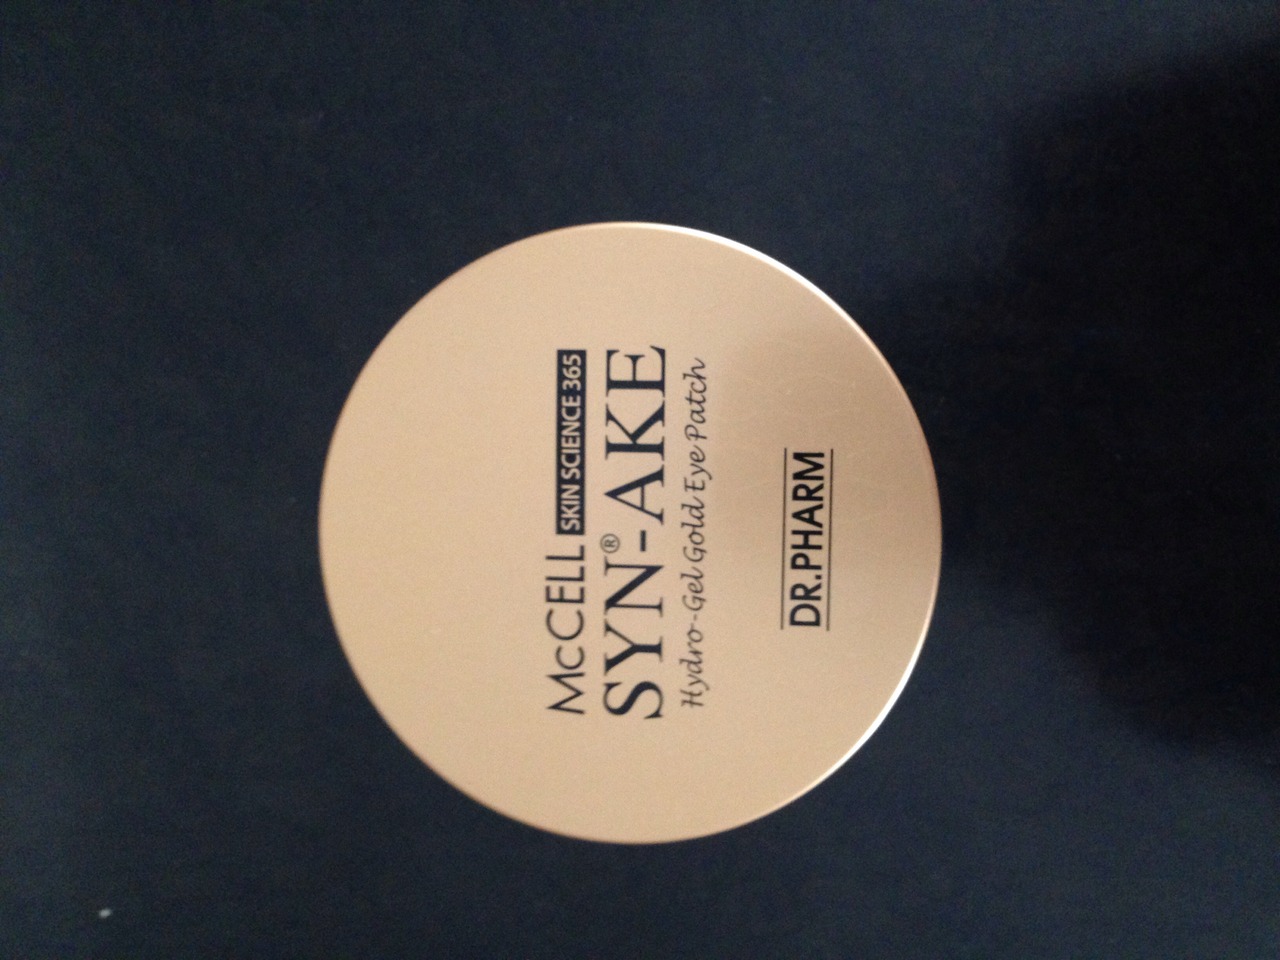 McCELL SKIN SCIENCE 365
SYN®-AKE
Hydro-Gel Gold Eye Patch
DR.PHARM